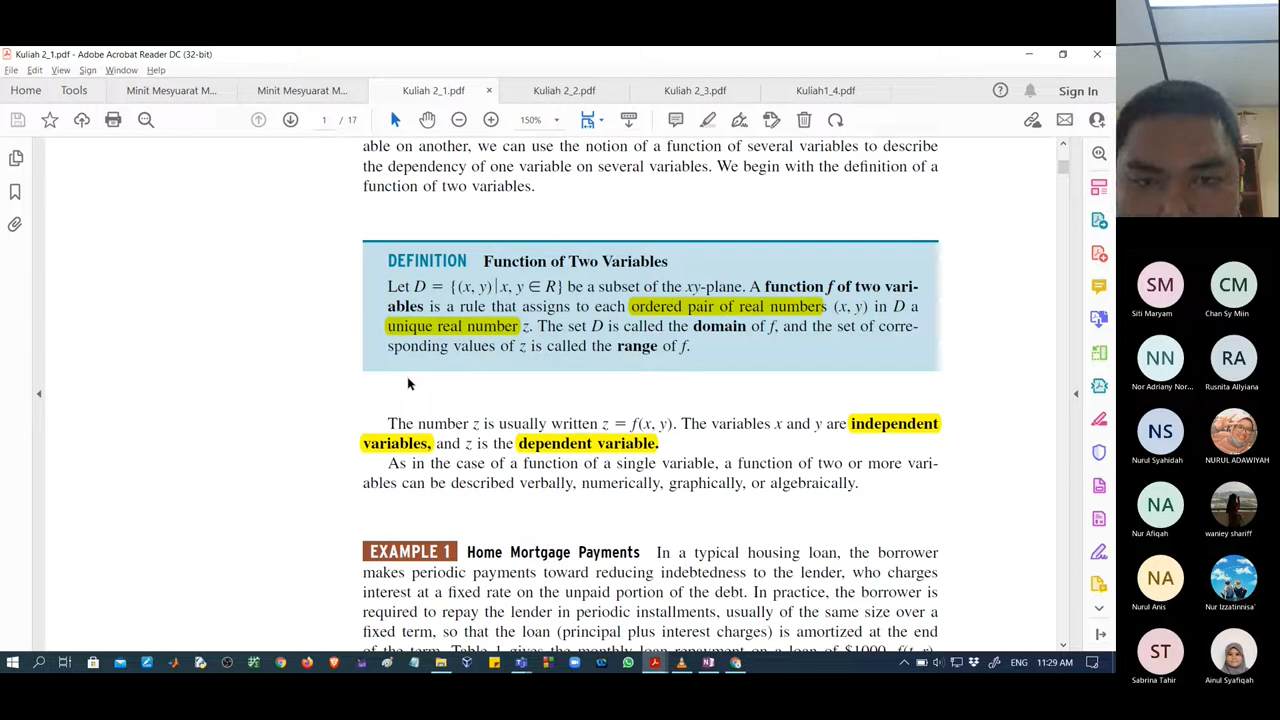 Kuliah 2_1.pdf - Adobe Acrobat Reader DC (32-bit)
File Edit View Sign Window Help
Home Tools Minit Mesyuarat M... Minit Mesyuarat M... Kuliah 2_1.pdf × Kuliah 2_2.pdf Kuliah 2_3.pdf Kuliah1_4.pdf Sign In
1 / 17 150%
able on another, we can use the notion of a function of several variables to describe
the dependency of one variable on several variables. We begin with the definition of a
function of two variables.
DEFINITION Function of Two Variables
Let D = {(x, y) | x, y ∈ R} be a subset of the xy-plane. A function f of two vari-
ables is a rule that assigns to each ordered pair of real numbers (x, y) in D a
unique real number z. The set D is called the domain of f, and the set of corre-
sponding values of z is called the range of f.
The number z is usually written z = f(x, y). The variables x and y are independent
variables, and z is the dependent variable.
As in the case of a function of a single variable, a function of two or more vari-
ables can be described verbally, numerically, graphically, or algebraically.
EXAMPLE 1 Home Mortgage Payments In a typical housing loan, the borrower
makes periodic payments toward reducing indebtedness to the lender, who charges
interest at a fixed rate on the unpaid portion of the debt. In practice, the borrower is
required to repay the lender in periodic installments, usually of the same size over a
fixed term, so that the loan (principal plus interest charges) is amortized at the end
of the term. Table 1 gives the monthly loan repayment on a loan of $1000, f(t, r),
ENG 11:29 AM
SM CM
Siti Maryam Chan Sy Miin
NN RA
Nor Adriany Nor... Rusnita Allyiana
NS
Nurul Syahidah NURUL ADAWIYAH
NA
Nur Afiqah waniey shariff
NA
Nurul Anis Nur Izzatinnisa'
ST
Sabrina Tahir Ainul Syafiqah